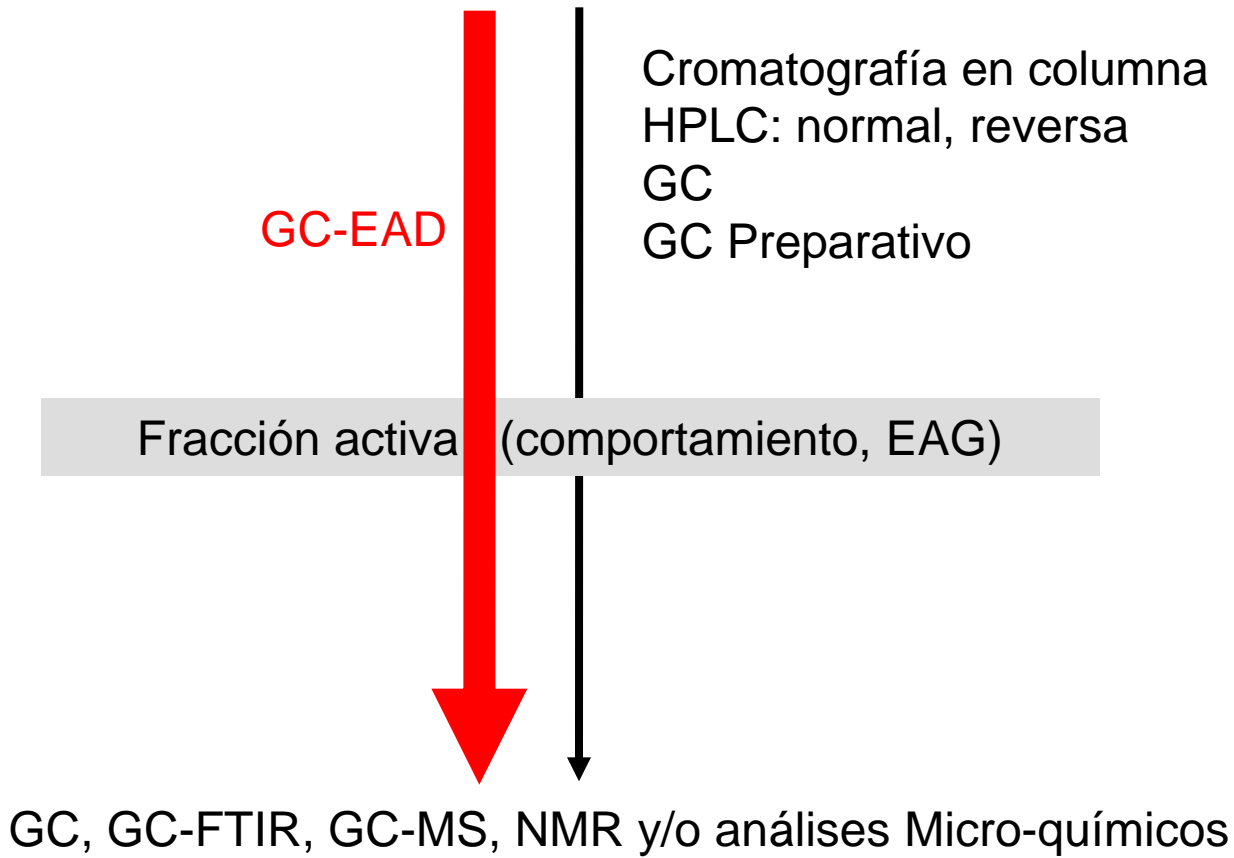 Cromatografía en columna
HPLC: normal, reversa
GC
GC-EAD
GC Preparativo
Fracción activa (comportamiento, EAG)
GC, GC-FTIR, GC-MS, NMR y/o análises Micro-químicos